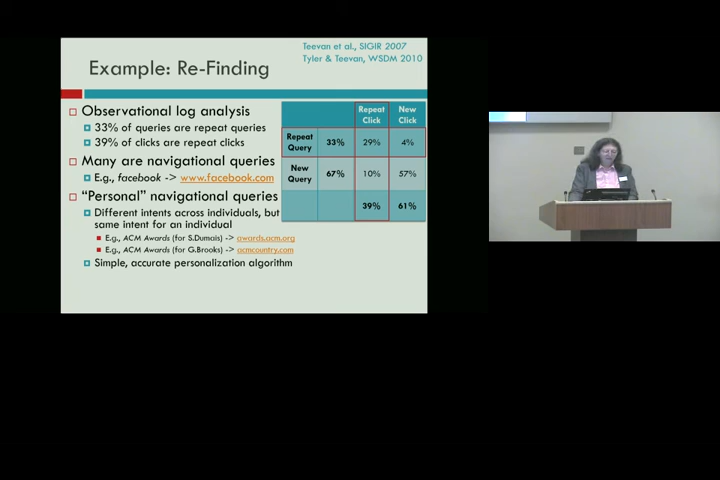 Teevan et al., SIGIR 2007
Tyler & Teevan, WSDM 2010
Example: Re-Finding
Observational log analysis
33% of queries are repeat queries
39% of clicks are repeat clicks
Many are navigational queries
E.g., facebook -> www.facebook.com
"Personal" navigational queries
Different intents across individuals, but
same intent for an individual
E.g., ACM Awards (for S.Dumais) -> awards.acm.org
E.g., ACM Awards (for G.Brooks) -> acmcountry.com
Simple, accurate personalization algorithm
Repeat Click New Click
Repeat Query 33% 29% 4%
New Query 67% 10% 57%
39% 61%